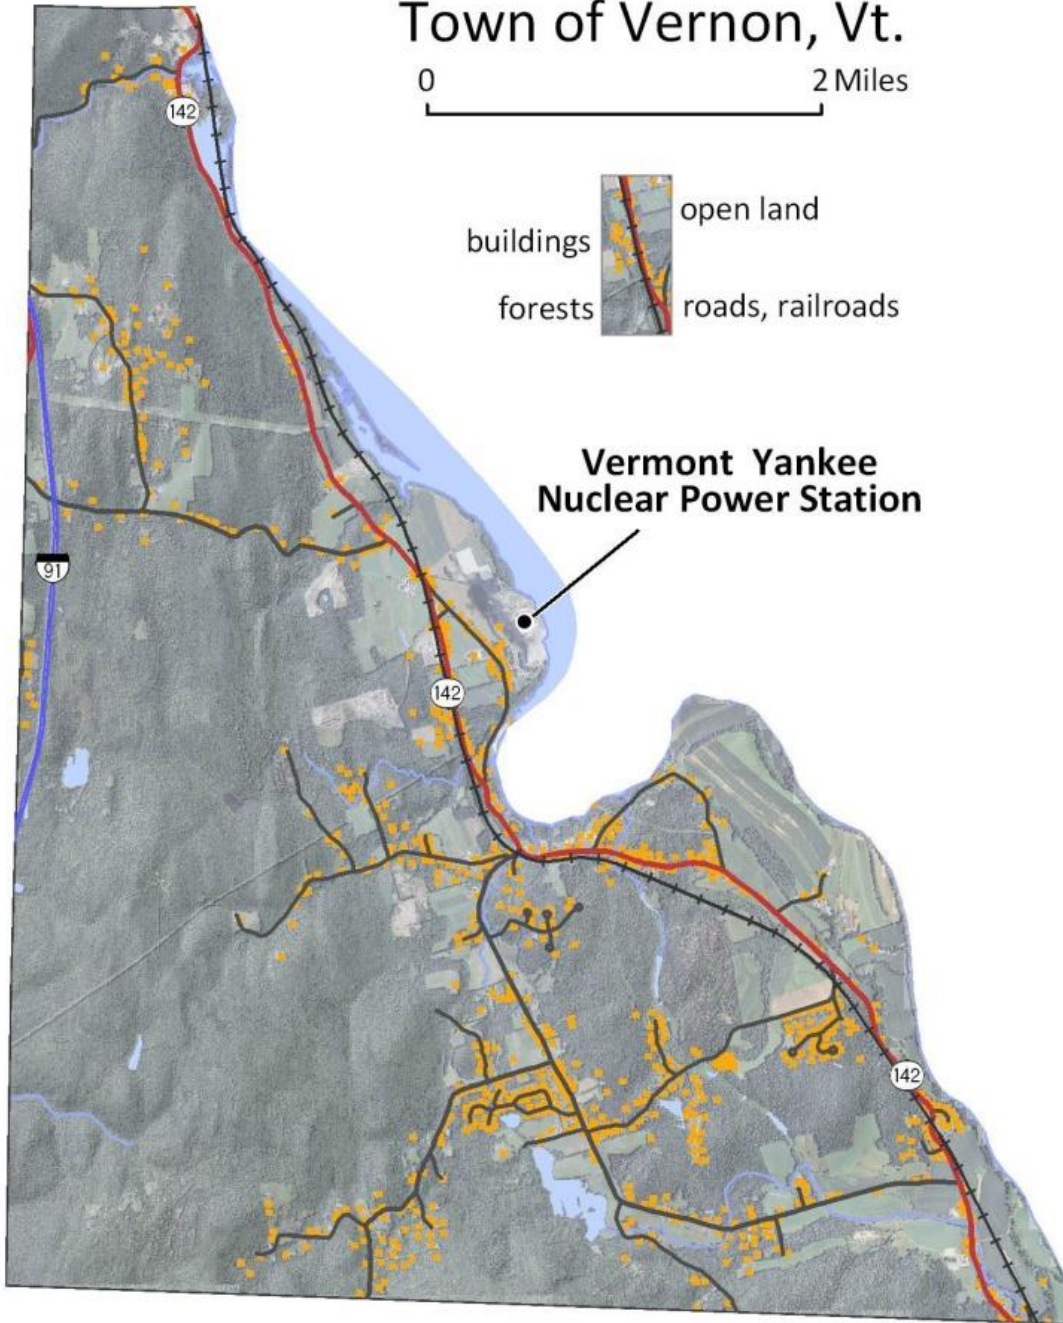 Town of Vernon, Vt.
0 2 Miles
142
open land
buildings
forests
roads, railroads
Vermont Yankee
Nuclear Power Station
91
142
142